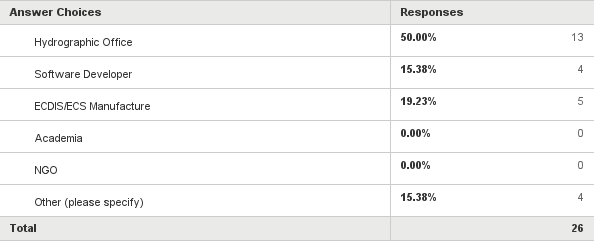 Answer Choices Responses
Hydrographic Office 50.00% 13
Software Developer 15.38% 4
ECDIS/ECS Manufacture 19.23% 5
Academia 0.00% 0
NGO 0.00% 0
Other (please specify) 15.38% 4
Total 26